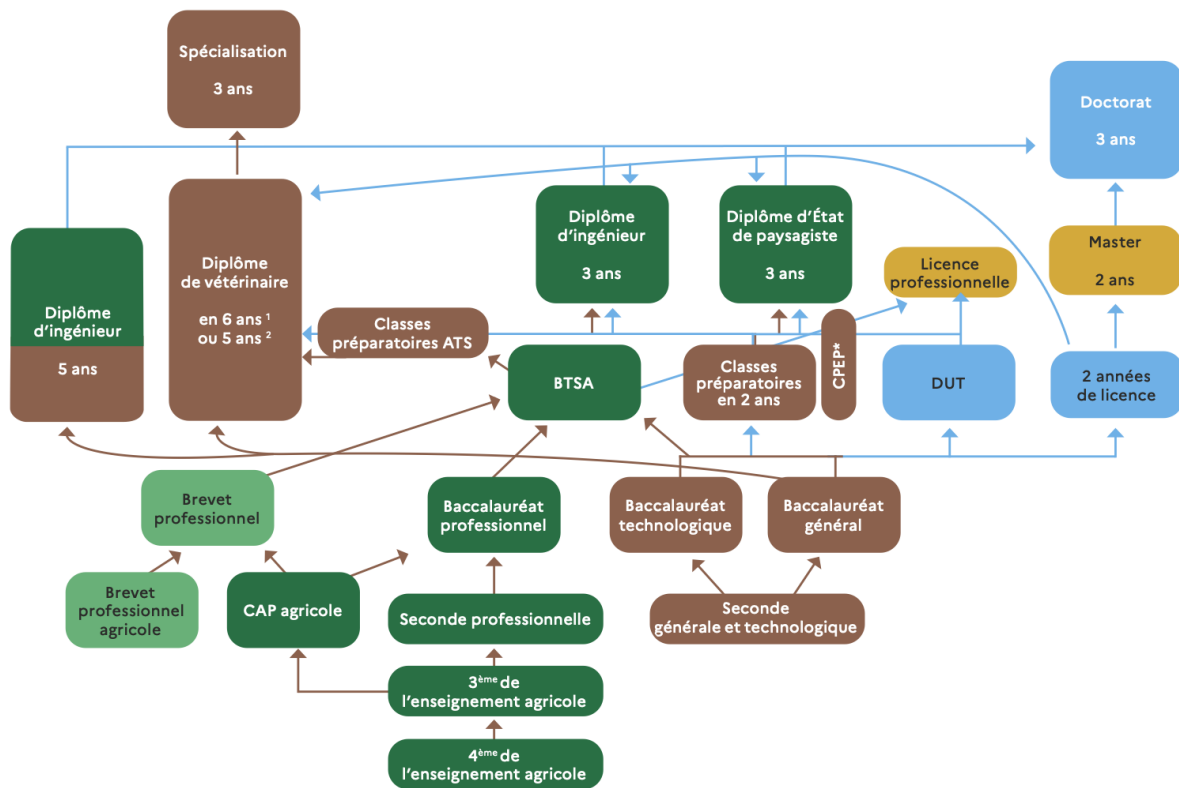 Spécialisation
3 ans
Doctorat
3 ans
Diplôme
d'ingénieur
5 ans
Diplôme
de vétérinaire
en 6 ans ¹
ou 5 ans ²
Diplôme
d'ingénieur
3 ans
Diplôme d'État
de paysagiste
3 ans
Licence
professionnelle
Master
2 ans
Classes
préparatoires ATS
BTSA
Classes
préparatoires
en 2 ans
CPEP*
DUT
2 années
de licence
Brevet
professionnel
Baccalauréat
professionnel
Baccalauréat
technologique
Baccalauréat
général
Brevet
professionnel
agricole
CAP agricole
Seconde professionnelle
Seconde
générale et technologique
3ème de
l'enseignement agricole
4ème de
l'enseignement agricole